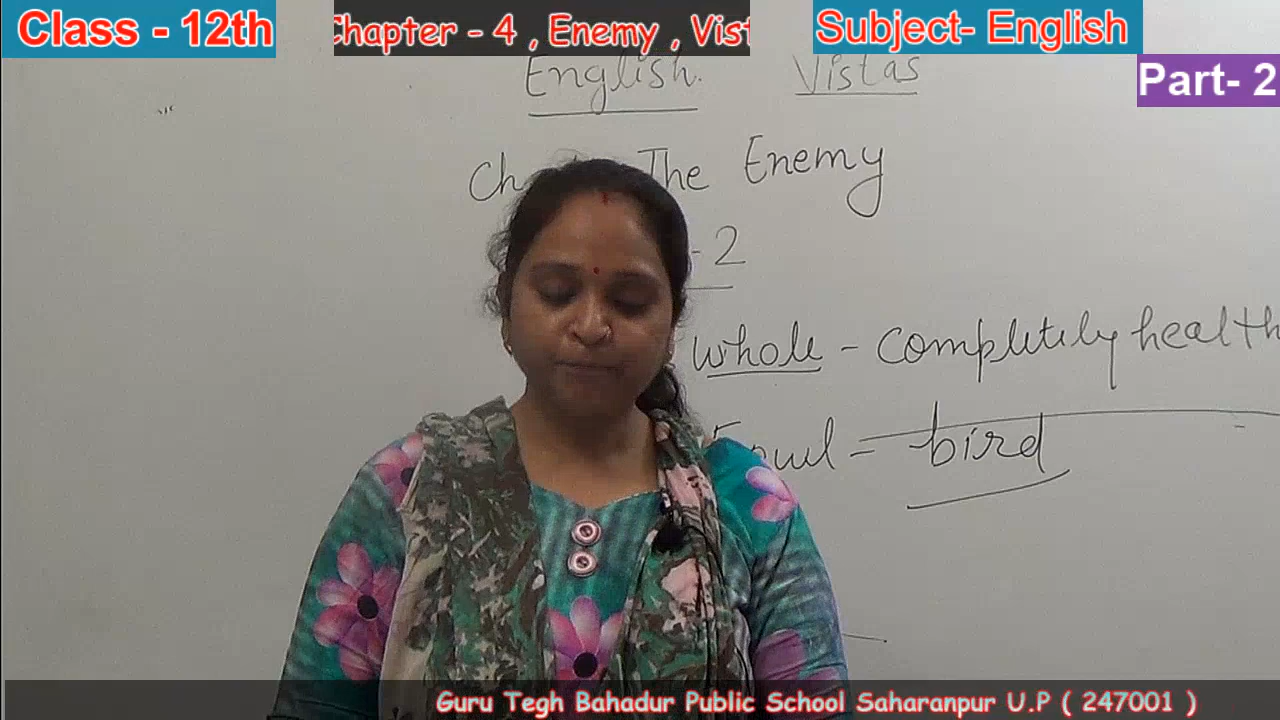 Class - 12th
Chapter - 4 , Enemy , Vist
Subject- English
Part- 2
English. Vistas
The Enemy
-2
whole - completily health
= bird
Guru Tegh Bahadur Public School Saharanpur U.P ( 247001 )